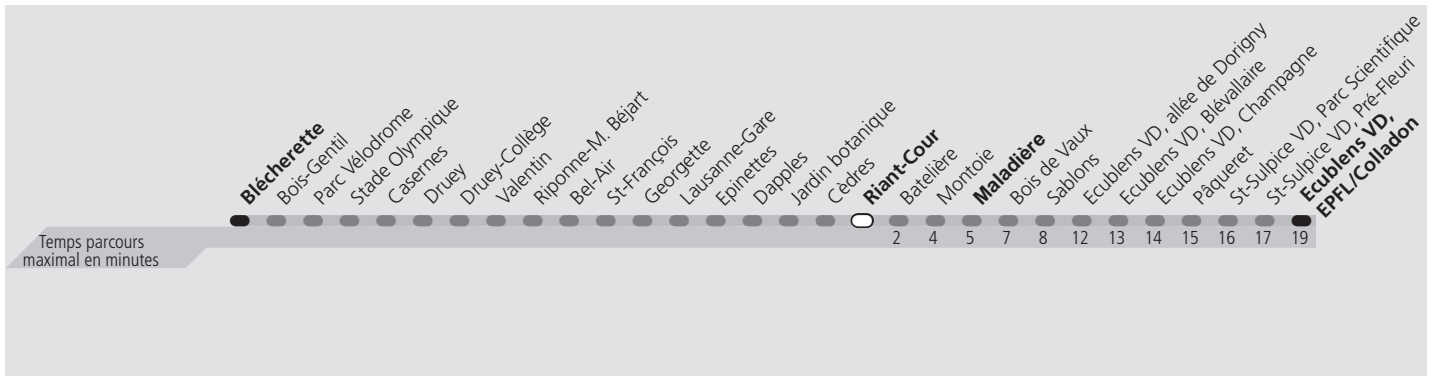 Blécherette
Bois-Gentil
Parc Vélodrome
Stade Olympique
Casernes
Druey
Druey-Collège
Valentin
Riponne-M. Béjart
Bel-Air
St-François
Georgette
Lausanne-Gare
Epinettes
Dapples
Jardin botanique
Cèdres
Riant-Cour
Batelière
Montoie
Maladière
Bois de Vaux
Sablons
Ecublens VD, allée de Dorigny
Ecublens VD, Blévallaire
Ecublens VD, Champagne
Pâqueret
St-Sulpice VD, Parc Scientifique
St-Sulpice VD, Pré-Fleuri
Ecublens VD,
EPFL/Colladon
Temps parcours
maximal en minutes
2 4 5 7 8 12 13 14 15 16 17 19